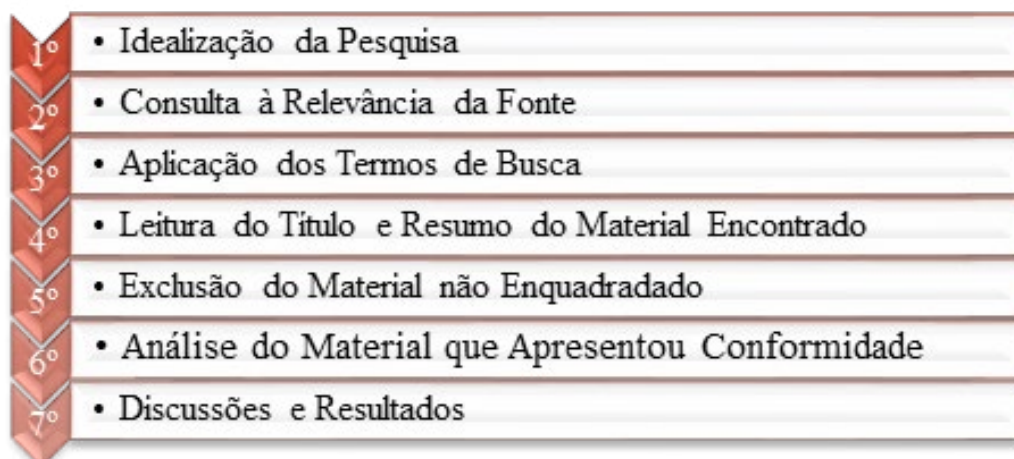 1º • Idealização da Pesquisa
2º • Consulta à Relevância da Fonte
3º • Aplicação dos Termos de Busca
4º • Leitura do Título e Resumo do Material Encontrado
5º • Exclusão do Material não Enquadradado
6º • Análise do Material que Apresentou Conformidade
7º • Discussões e Resultados